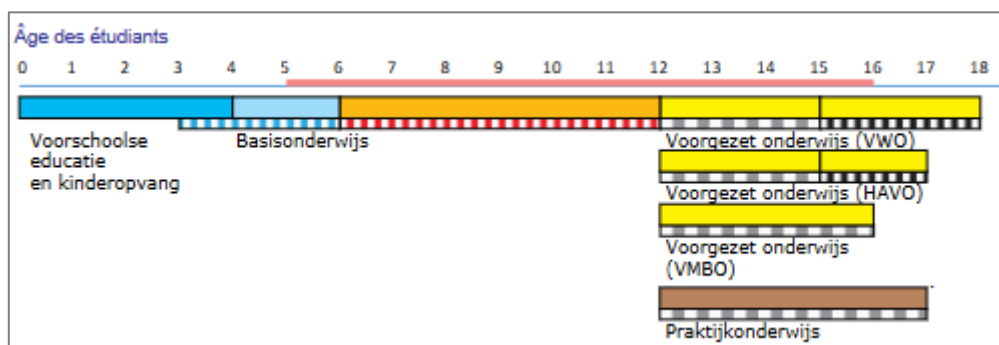 Âge des étudiants
0 1 2 3 4 5 6 7 8 9 10 11 12 13 14 15 16 17 18
Voorschoolse
educatie
en kinderopvang
Basisonderwijs
Voorgezet onderwijs (VWO)
Voorgezet onderwijs (HAVO)
Voorgezet onderwijs
(VMBO)
Praktijkonderwijs